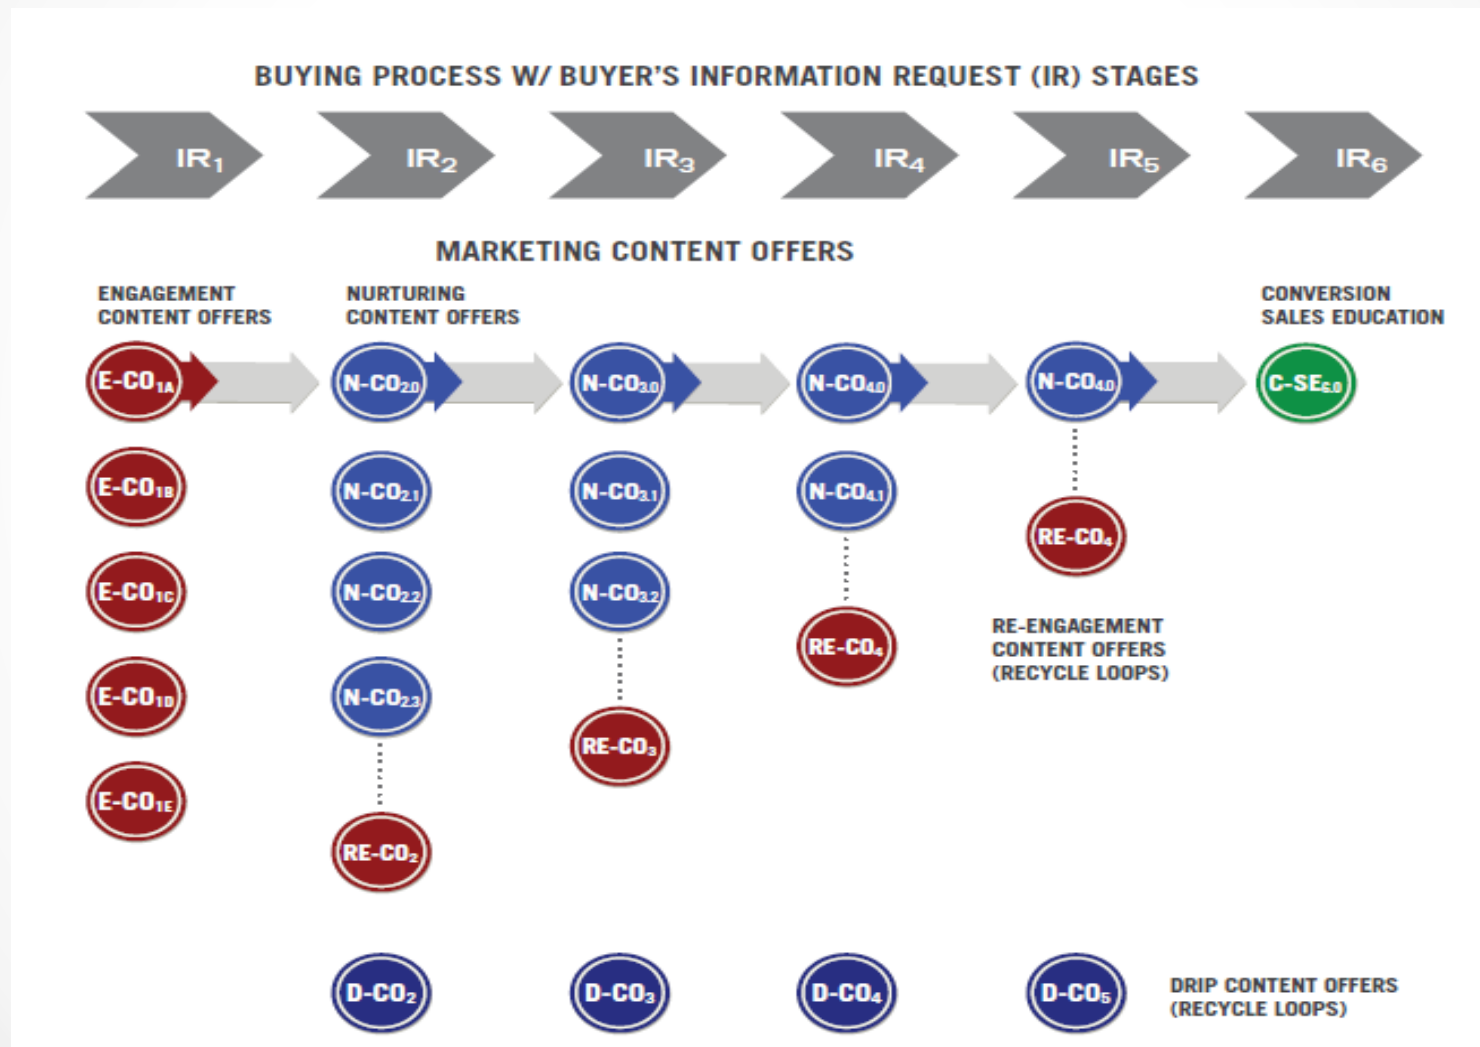 BUYING PROCESS W/ BUYER'S INFORMATION REQUEST (IR) STAGES
IR1 IR2 IR3 IR4 IR5 IR6
MARKETING CONTENT OFFERS
ENGAGEMENT
CONTENT OFFERS
NURTURING
CONTENT OFFERS
CONVERSION
SALES EDUCATION
E-CO1A N-CO2.0 N-CO3.0 N-CO4.0 N-CO4.0 C-SE6.0
E-CO1B N-CO2.1 N-CO3.1 N-CO4.1
RE-CO4
E-CO1C N-CO2.2 N-CO3.2
RE-CO4
RE-ENGAGEMENT
CONTENT OFFERS
(RECYCLE LOOPS)
E-CO1D N-CO2.3
RE-CO3
E-CO1E
RE-CO2
D-CO2 D-CO3 D-CO4 D-CO5
DRIP CONTENT OFFERS
(RECYCLE LOOPS)